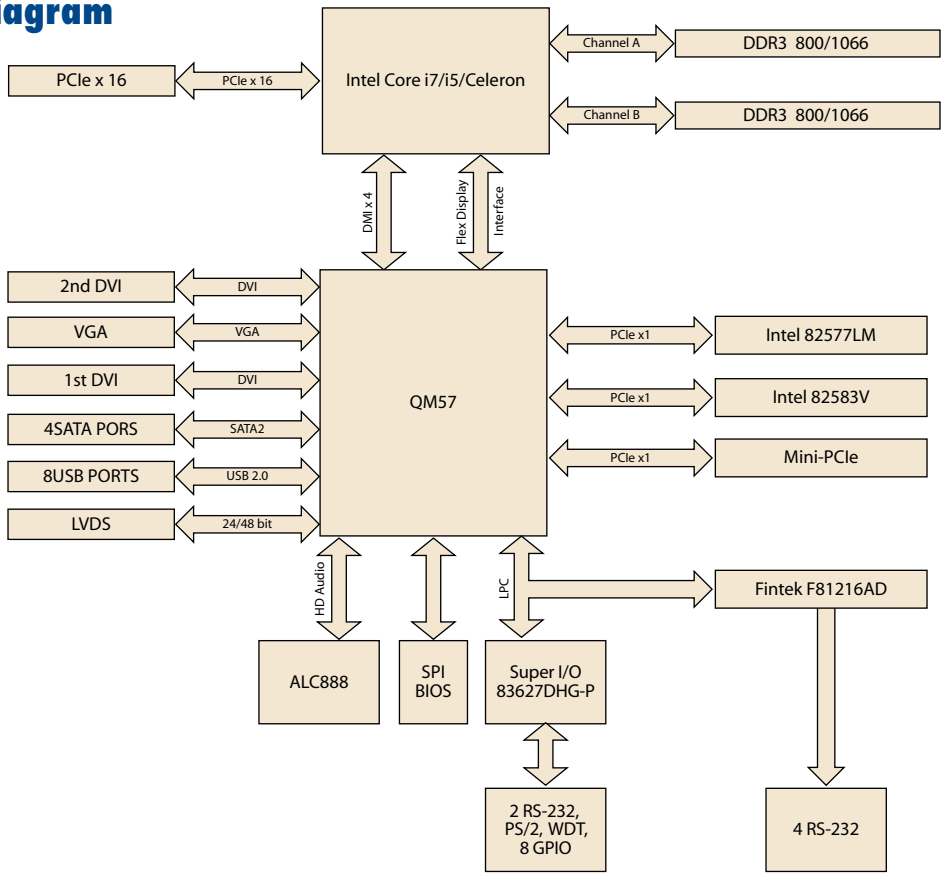 iagram
PCIe x 16
PCIe x 16
Intel Core i7/i5/Celeron
Channel A
DDR3 800/1066
Channel B
DDR3 800/1066
DMI x 4
Flex Display
Interface
2nd DVI
DVI
VGA
VGA
1st DVI
DVI
4SATA PORS
SATA2
8USB PORTS
USB 2.0
LVDS
24/48 bit
QM57
PCIe x1
Intel 82577LM
PCIe x1
Intel 82583V
PCIe x1
Mini-PCIe
HD Audio
LPC
Fintek F81216AD
ALC888
SPI
BIOS
Super I/O
83627DHG-P
2 RS-232,
PS/2, WDT,
8 GPIO
4 RS-232